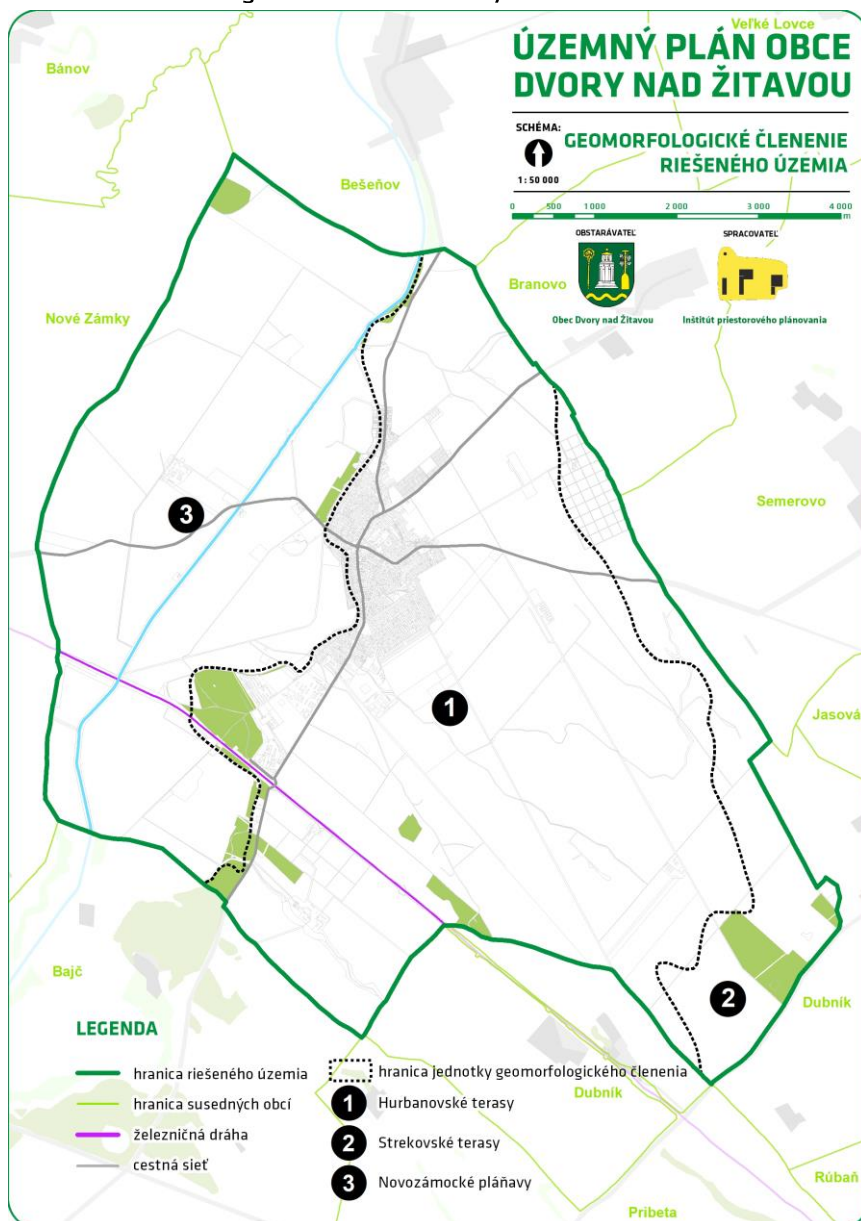 Veľké Lovce
ÚZEMNÝ PLÁN OBCE
DVORY NAD ŽITAVOU
SCHÉMA:
1 : 50 000
GEOMORFOLOGICKÉ ČLENENIE
RIEŠENÉHO ÚZEMIA
0 500 1 000 2 000 3 000 4 000
m
OBSTARÁVATEĽ
Obec Dvory nad Žitavou
SPRACOVATEĽ
Inštitút priestorového plánovania
Bánov
Bešeňov
Branovo
Nové Zámky
Semerovo
3
1
Jasová
2
Bajč
Dubník
Dubník
Rúbaň
Pribeta
LEGENDA
hranica riešeného územia
hranica susedných obcí
železničná dráha
cestná sieť
hranica jednotky geomorfologického členenia
1 Hurbanovské terasy
2 Strekovské terasy
3 Novozámocké pláňavy